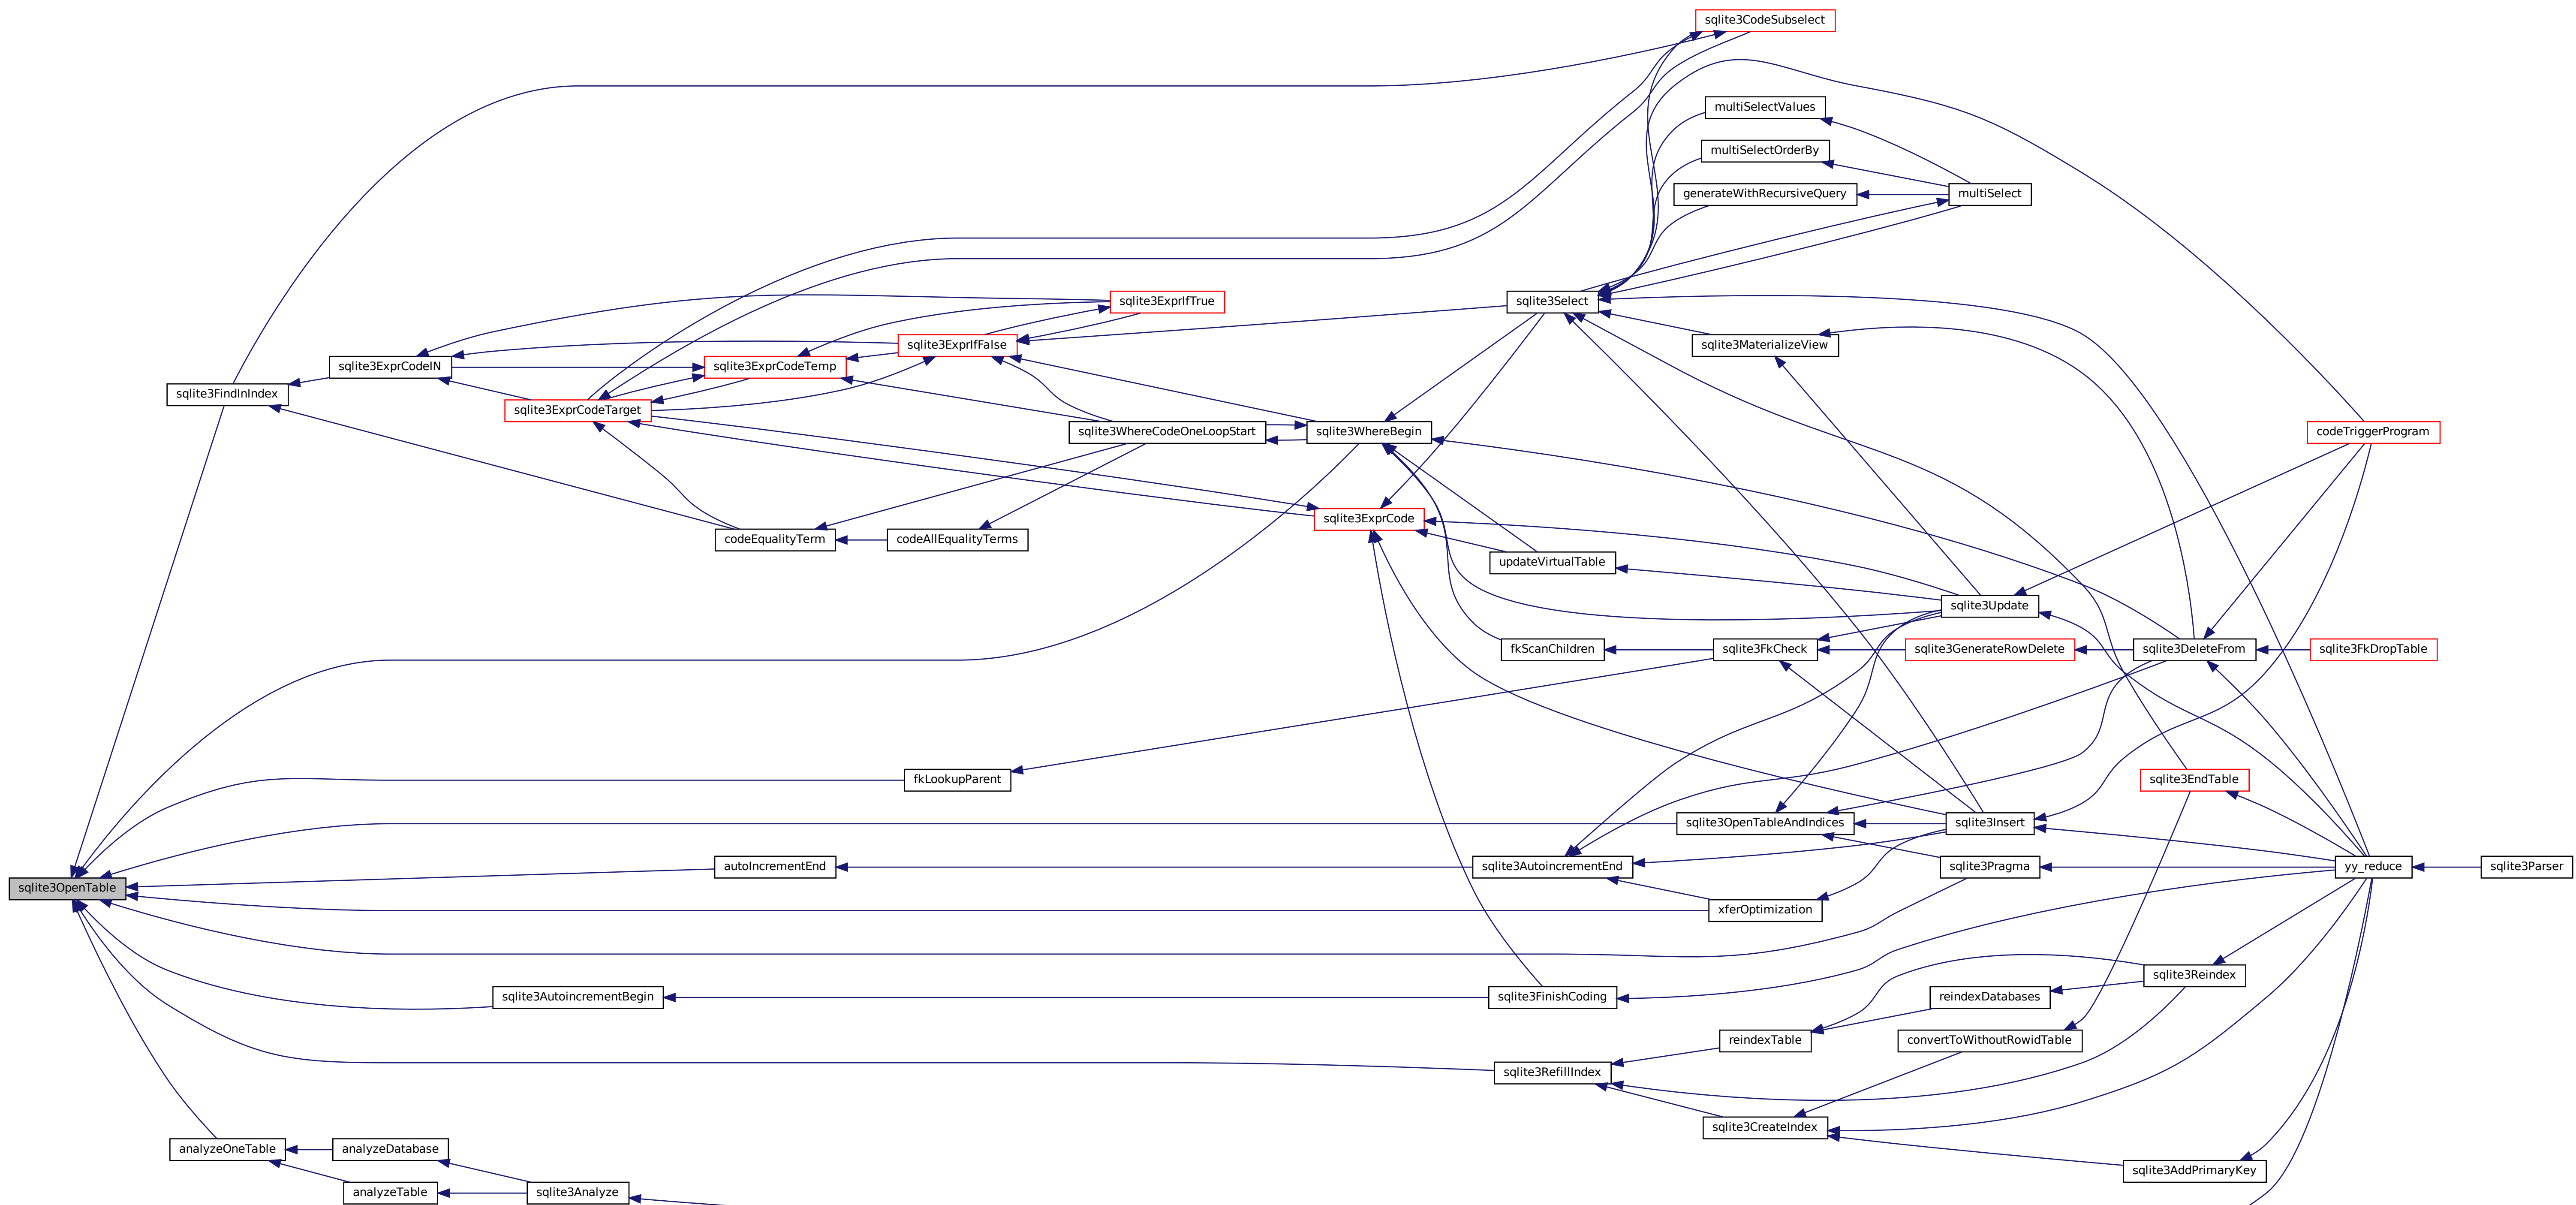 sqlite3CodeSubselect
multiSelectValues
multiSelectOrderBy
generateWithRecursiveQuery
multiSelect
sqlite3ExprIfTrue
sqlite3Select
sqlite3ExprIfFalse
sqlite3MaterializeView
sqlite3ExprCodeIN
sqlite3ExprCodeTemp
sqlite3FindInIndex
sqlite3ExprCodeTarget
sqlite3WhereCodeOneLoopStart
sqlite3WhereBegin
codeTriggerProgram
sqlite3ExprCode
codeEqualityTerm
codeAllEqualityTerms
updateVirtualTable
sqlite3Update
fkScanChildren
sqlite3FkCheck
sqlite3GenerateRowDelete
sqlite3DeleteFrom
sqlite3FkDropTable
fkLookupParent
sqlite3EndTable
sqlite3OpenTableAndIndices
sqlite3Insert
autoIncrementEnd
sqlite3AutoincrementEnd
sqlite3Pragma
yy_reduce
sqlite3Parser
sqlite3OpenTable
xferOptimization
sqlite3Reindex
sqlite3AutoincrementBegin
sqlite3FinishCoding
reindexDatabases
reindexTable
convertToWithoutRowidTable
sqlite3RefillIndex
sqlite3CreateIndex
analyzeOneTable
analyzeDatabase
sqlite3AddPrimaryKey
analyzeTable
sqlite3Analyze